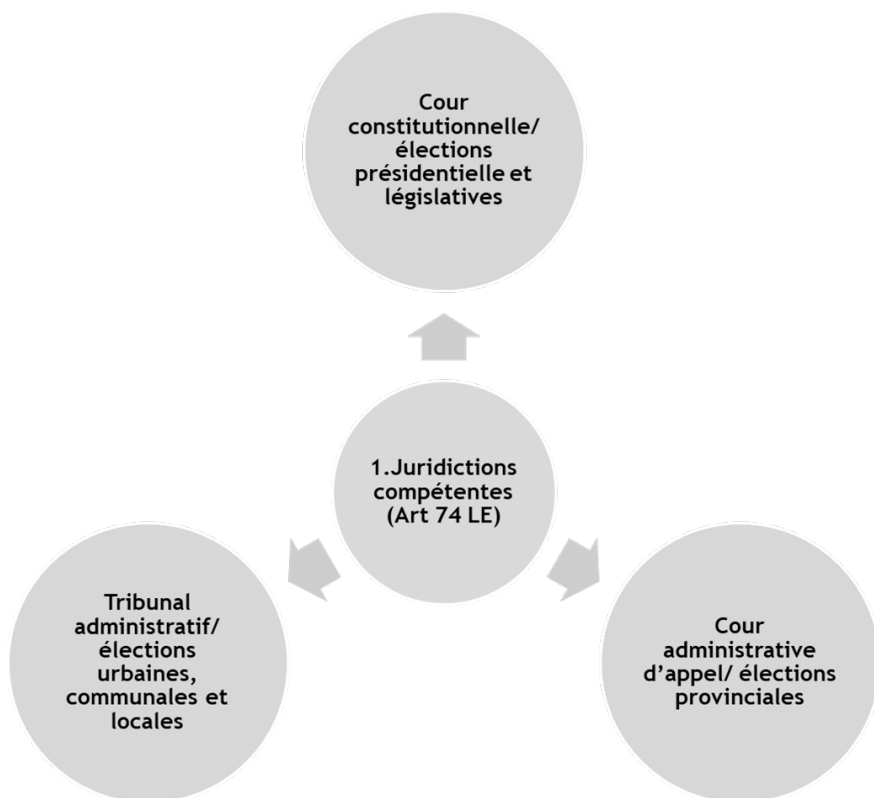 Cour
constitutionnelle/
élections
présidentielle et
législatives
1.Juridictions
compétentes
(Art 74 LE)
Tribunal
administratif/
élections
urbaines,
communales et
locales
Cour
administrative
d’appel/ élections
provinciales